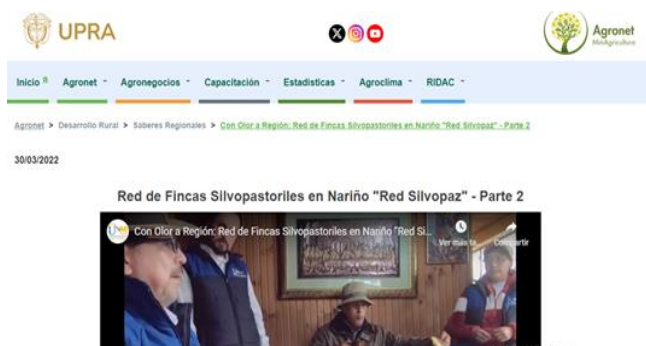 UPRA
Agronet
MinAgricultura
Inicio Agronet Agronegocios Capacitación Estadísticas Agroclima RIDAC
Agronet > Desarrollo Rural > Saberes Regionales > Con Olor a Región: Red de Fincas Silvopastoriles en Nariño "Red Silvopaz" - Parte 2
30/03/2022
Red de Fincas Silvopastoriles en Nariño "Red Silvopaz" - Parte 2
Con Olor a Región: Red de Fincas Silvopastoriles en Nariño "Red Si...
Ver más ta Compartir